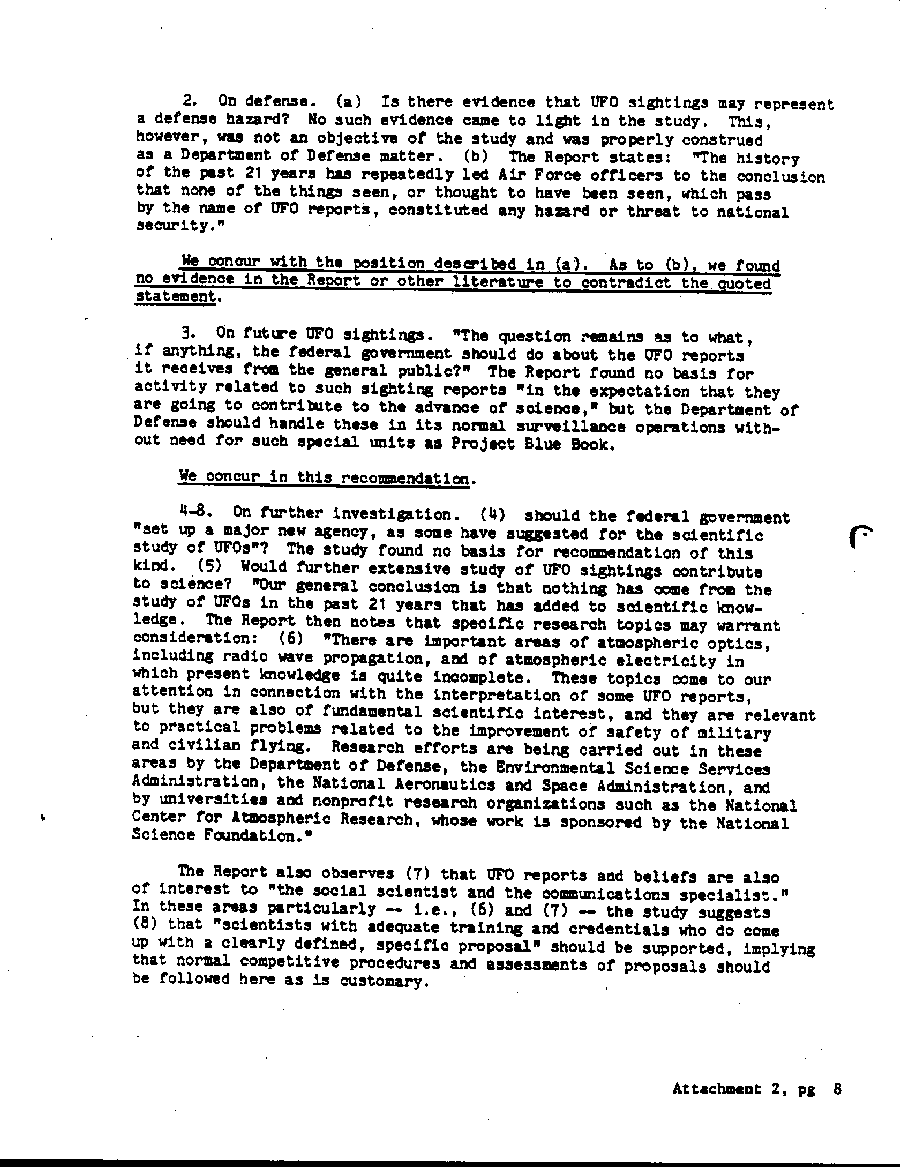 2. On defense. (a) Is there evidence that UFO sightings may represent
a defense hazard? No such evidence came to light in the study. This,
however, was not an objective of the study and was properly construed
as a Department of Defense matter. (b) The Report states: "The history
of the past 21 years has repeatedly led Air Force officers to the conclusion
that none of the things seen, or thought to have been seen, which pass
by the name of UFO reports, constituted any hazard or threat to national
security."
We concur with the position described in (a). As to (b), we found
no evidence in the Report or other literature to contradict the quoted
statement.
3. On future UFO sightings. "The question remains as to what,
if anything, the federal government should do about the UFO reports
it receives from the general public?" The Report found no basis for
activity related to such sighting reports "in the expectation that they
are going to contribute to the advance of science," but the Department of
Defense should handle these in its normal surveillance operations with-
out need for such special units as Project Blue Book.
We concur in this recommendation.
4-8. On further investigation. (4) should the federal government
"set up a major new agency, as some have suggested for the scientific
study of UFOs"? The study found no basis for recommendation of this
kind. (5) Would further extensive study of UFO sightings contribute
to science? "Our general conclusion is that nothing has come from the
study of UFOs in the past 21 years that has added to scientific know-
ledge. The Report then notes that specific research topics may warrant
consideration: (6) "There are important areas of atmospheric optics,
including radio wave propagation, and of atmospheric electricity in
which present knowledge is quite incomplete. These topics come to our
attention in connection with the interpretation of some UFO reports,
but they are also of fundamental scientific interest, and they are relevant
to practical problems related to the improvement of safety of military
and civilian flying. Research efforts are being carried out in these
areas by the Department of Defense, the Environmental Science Services
Administration, the National Aeronautics and Space Administration, and
by universities and nonprofit research organizations such as the National
Center for Atmospheric Research, whose work is sponsored by the National
Science Foundation."
The Report also observes (7) that UFO reports and beliefs are also
of interest to "the social scientist and the communications specialist."
In these areas particularly -- i.e., (6) and (7) -- the study suggests
(8) that "scientists with adequate training and credentials who do come
up with a clearly defined, specific proposal" should be supported, implying
that normal competitive procedures and assessments of proposals should
be followed here as is customary.
Attachment 2, pg 8